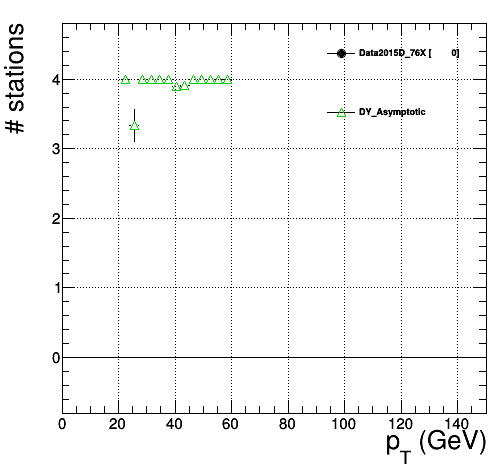 # stations
Data2015D_76X [ 0]
DY_Asymptotic
4
3
2
1
0
0 20 40 60 80 100 120 140
p_T (GeV)